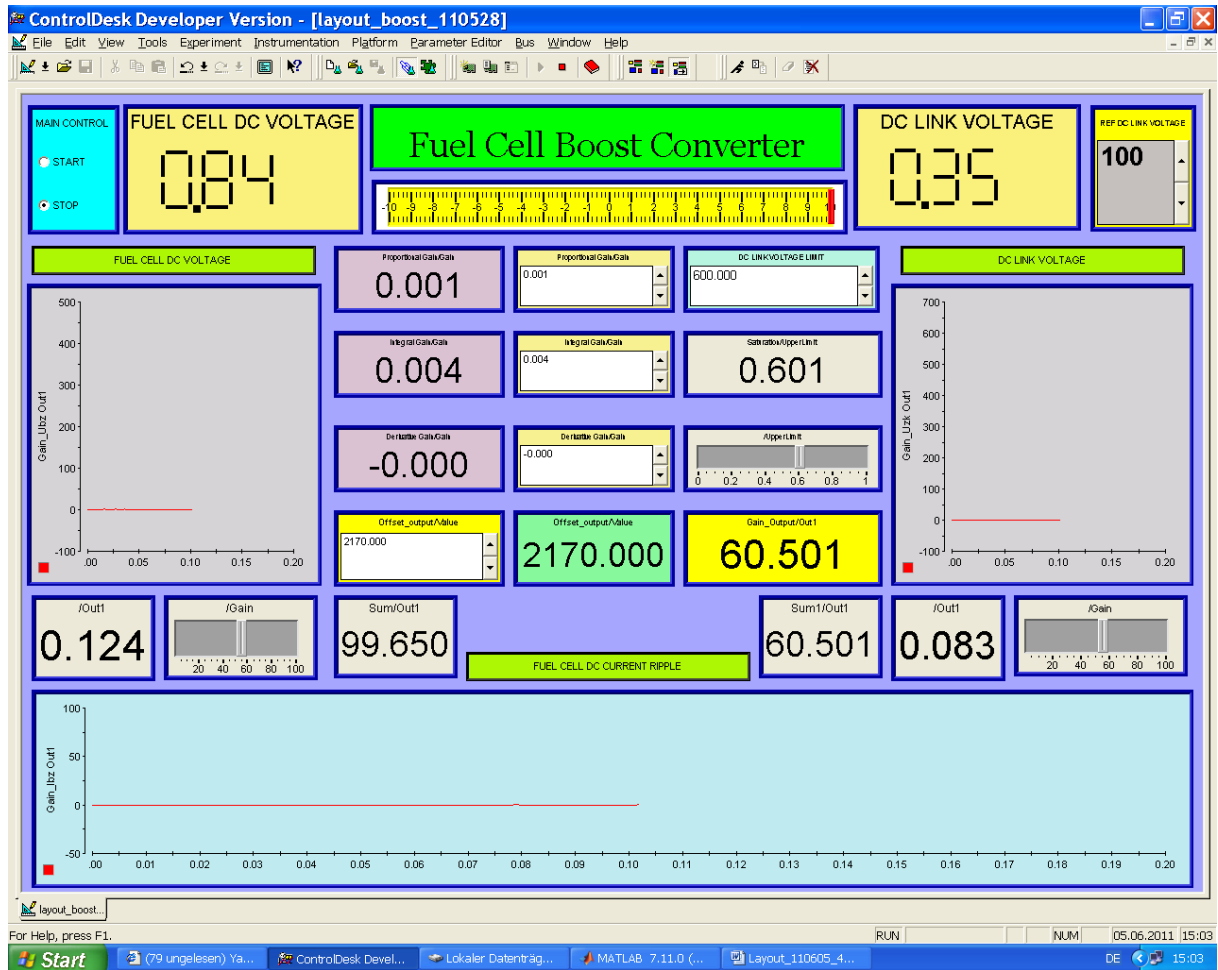 ControlDesk Developer Version - [layout_boost_110528]
File Edit View Tools Experiment Instrumentation Platform Parameter Editor Bus Window Help
MAIN CONTROL
START
STOP
FUEL CELL DC VOLTAGE
0.84
Fuel Cell Boost Converter
-10 -9 -8 -7 -6 -5 -4 -3 -2 -1 0 1 2 3 4 5 6 7 8 9 10
DC LINK VOLTAGE
0.35
REF DC LINK VOLTAGE
100
FUEL CELL DC VOLTAGE
Proportional Gain/Gain
0.001
Proportional Gain/Gain
0.001
DC LINKVOLTAGE LIMIT
600.000
DC LINK VOLTAGE
Gain_Ubz Out1
500
400
300
200
100
0
-100
.00 0.05 0.10 0.15 0.20
Integral Gain/Gain
0.004
Integral Gain/Gain
0.004
Saturation/UpperLimit
0.601
Derivative Gain/Gain
-0.000
Derivative Gain/Gain
-0.000
/UpperLimit
0 0.2 0.4 0.6 0.8 1
Offset_output/Value
2170.000
Offset_output/Value
2170.000
Gain_Output/Out1
60.501
Gain_Uzk Out1
700
600
500
400
300
200
100
0
-100
.00 0.05 0.10 0.15 0.20
/Out1
0.124
/Gain
20 40 60 80 100
Sum/Out1
99.650
FUEL CELL DC CURRENT RIPPLE
Sum1/Out1
60.501
/Out1
0.083
/Gain
20 40 60 80 100
Gain_Ibz Out1
100
50
0
-50
.00 0.01 0.02 0.03 0.04 0.05 0.06 0.07 0.08 0.09 0.10 0.11 0.12 0.13 0.14 0.15 0.16 0.17 0.18 0.19 0.20
layout_boost...
For Help, press F1.
RUN
NUM
05.06.2011 15:03
Start
(79 ungelesen) Ya...
ControlDesk Devel...
Lokaler Datenträg...
MATLAB 7.11.0 (...
Layout_110605_4...
DE
15:03